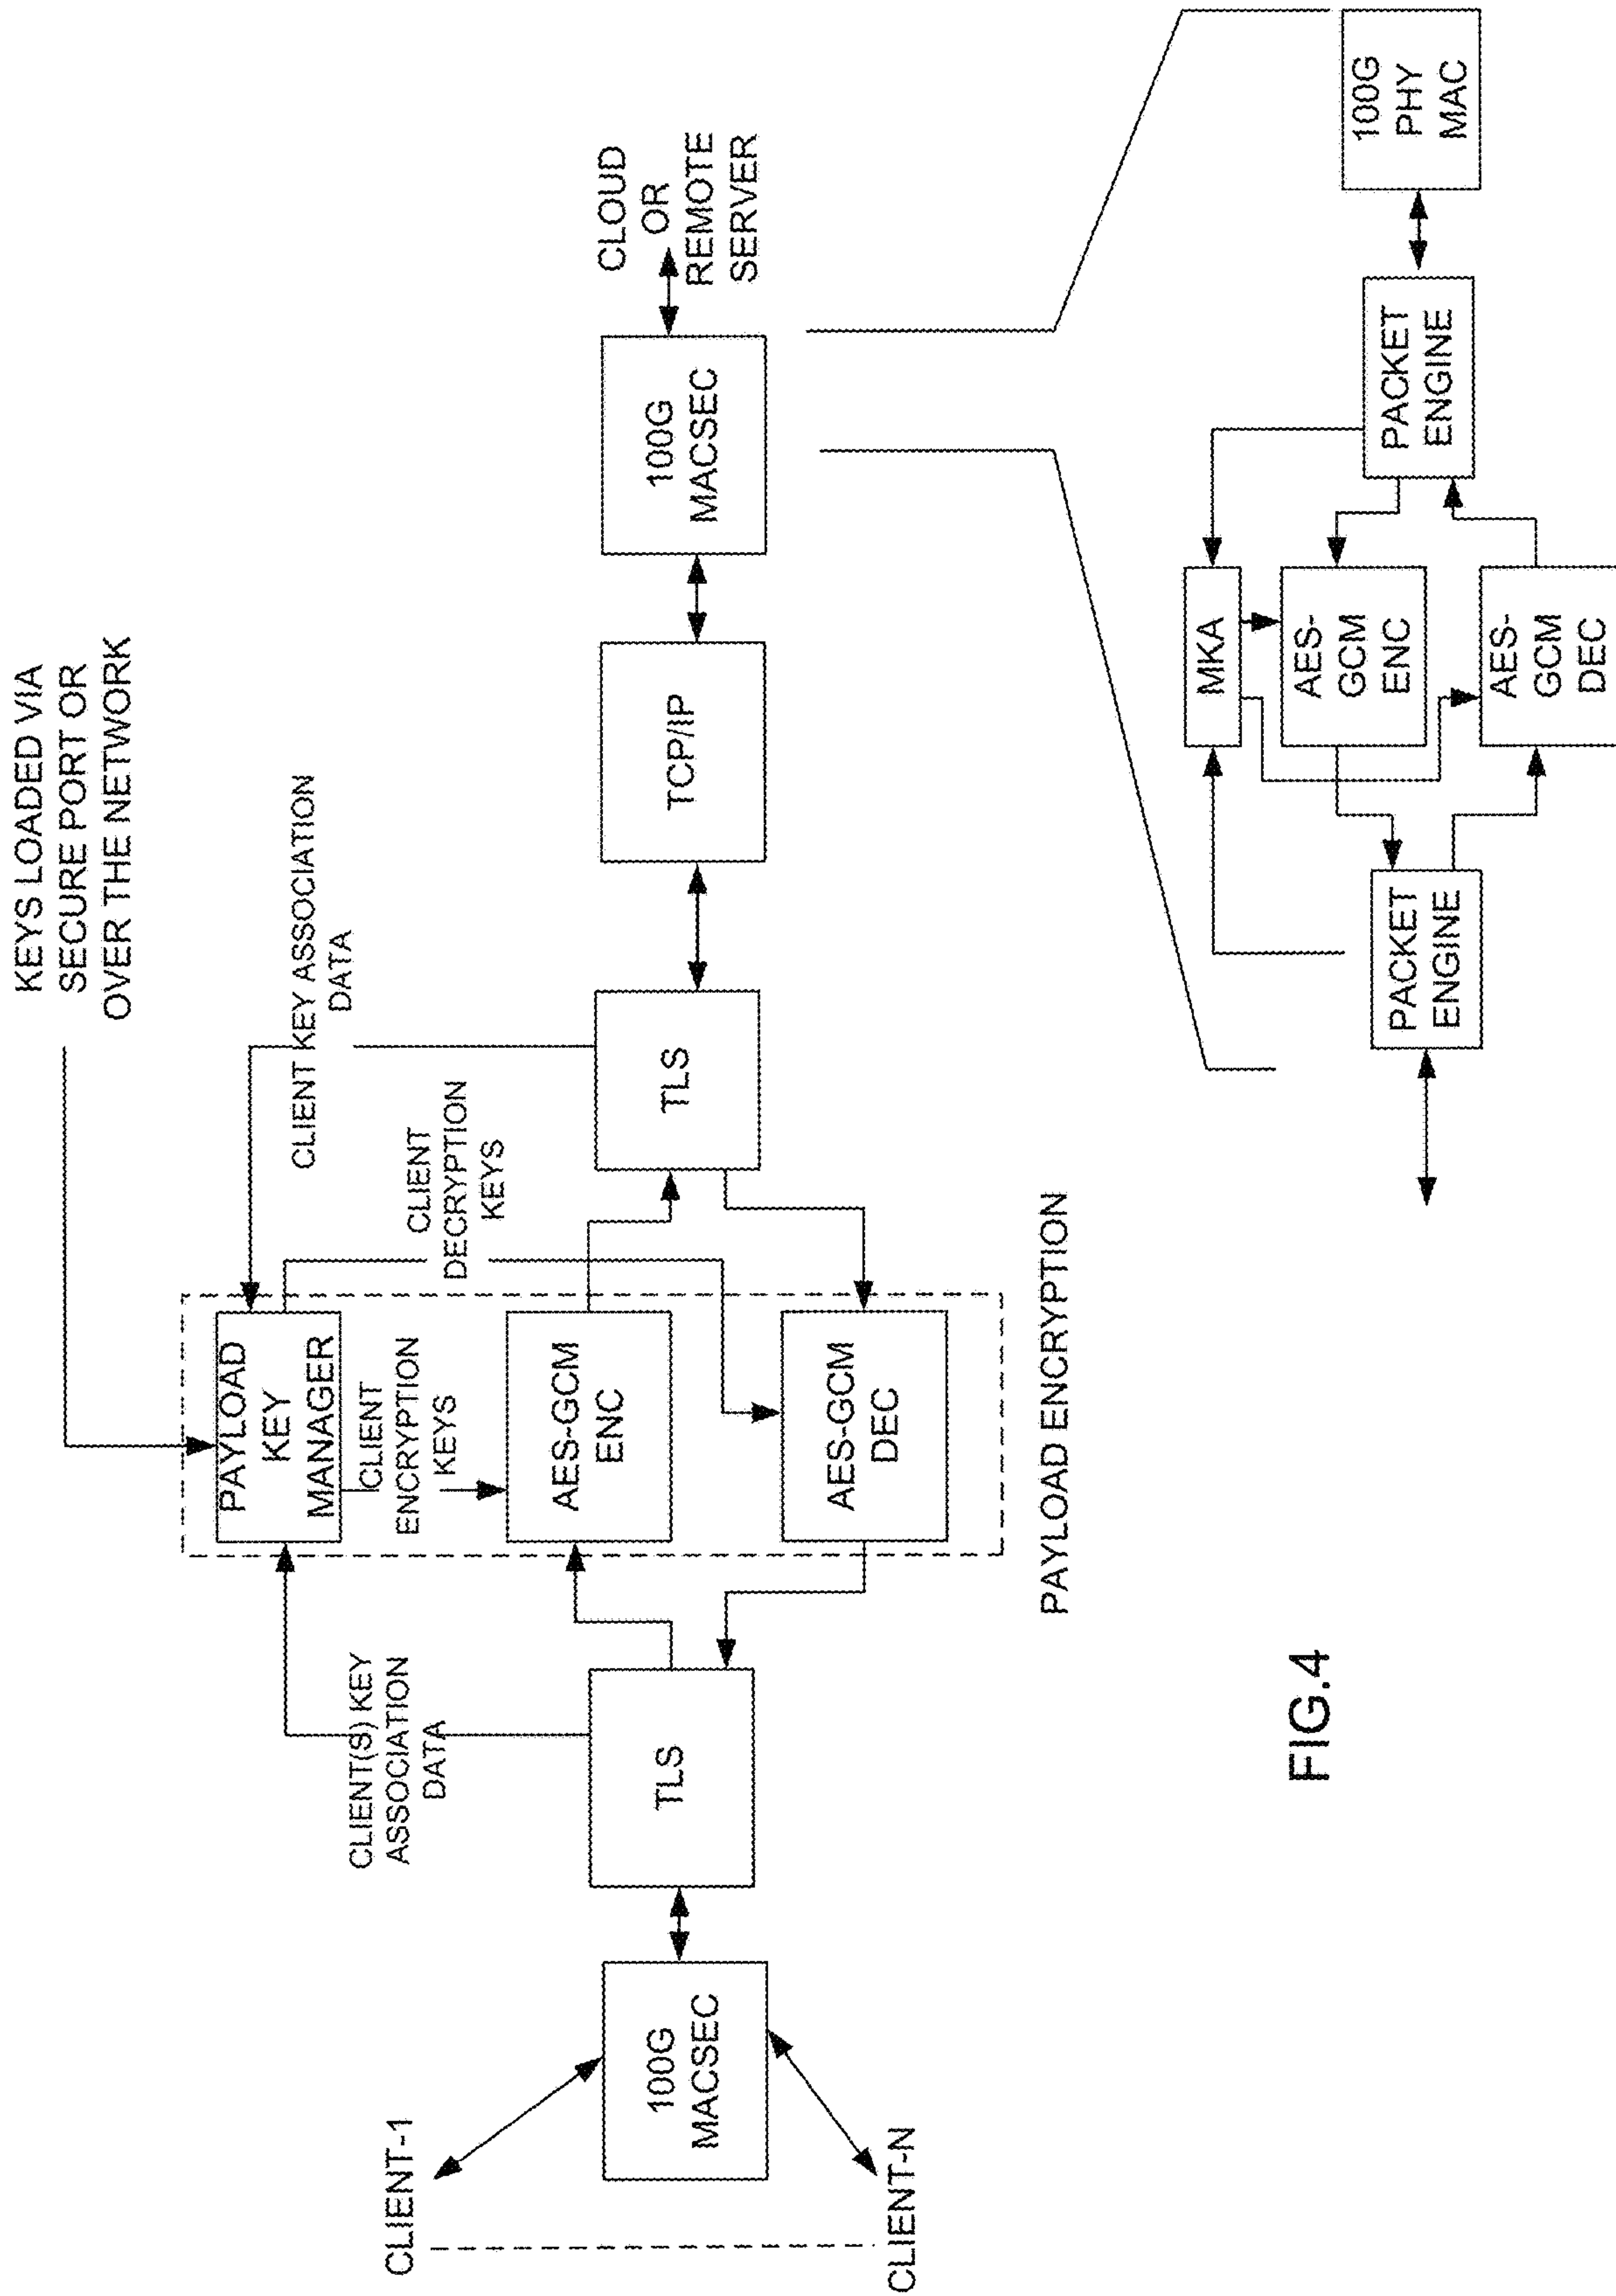 KEYS LOADED VIA
SECURE PORT OR
OVER THE NETWORK
CLIENT KEY ASSOCIATION
DATA
CLIENT
DECRYPTION
KEYS
PAYLOAD
KEY
MANAGER
CLIENT
ENCRYPTION
KEYS
AES-GCM
ENC
AES-GCM
DEC
PAYLOAD ENCRYPTION
CLIENT(S) KEY
ASSOCIATION
DATA
CLIENT-1
CLIENT-N
100G
MACSEC
TLS
TLS
TCP/IP
100G
MACSEC
CLOUD
OR
REMOTE
SERVER
PACKET
ENGINE
MKA
AES-
GCM
ENC
AES-
GCM
DEC
PACKET
ENGINE
100G
PHY
MAC
FIG.4